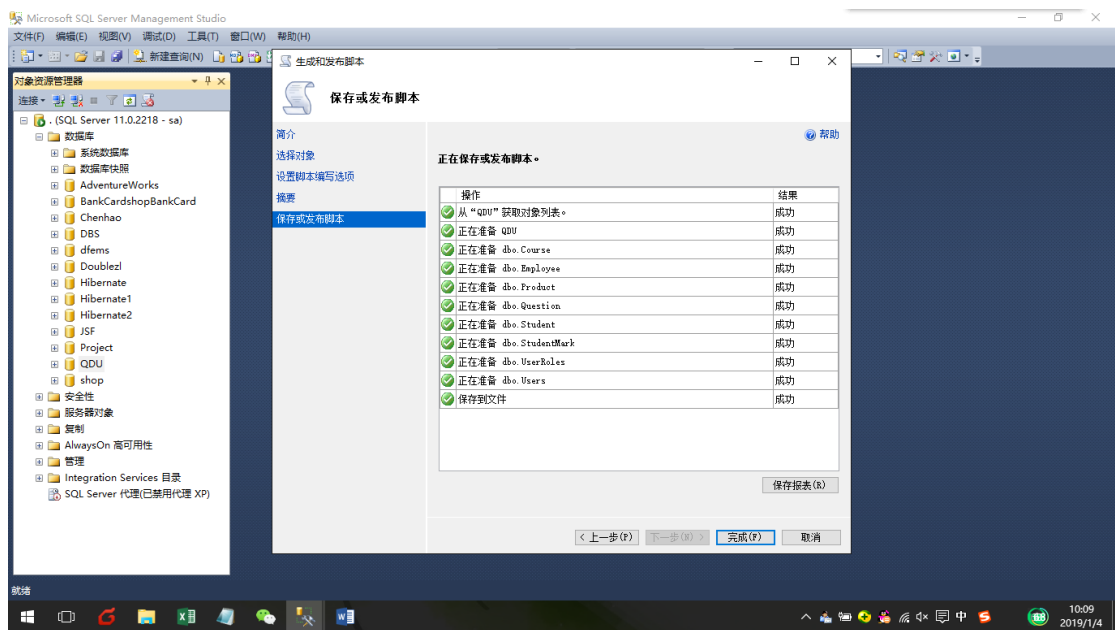 Microsoft SQL Server Management Studio
文件(F) 编辑(E) 视图(V) 调试(D) 工具(T) 窗口(W) 帮助(H)
新建查询(N)
对象资源管理器
连接
. (SQL Server 11.0.2218 - sa)
数据库
系统数据库
数据库快照
AdventureWorks
BankCardshopBankCard
Chenhao
DBS
dfems
Doublezl
Hibernate
Hibernate1
Hibernate2
JSF
Project
QDU
shop
安全性
服务器对象
复制
AlwaysOn 高可用性
管理
Integration Services 目录
SQL Server 代理(已禁用代理 XP)
生成和发布脚本
保存或发布脚本
简介
选择对象
设置脚本编写选项
摘要
保存或发布脚本
帮助
正在保存或发布脚本。
操作 结果
从“QDU”获取对象列表。 成功
正在准备 QDU 成功
正在准备 dbo.Course 成功
正在准备 dbo.Employee 成功
正在准备 dbo.Product 成功
正在准备 dbo.Question 成功
正在准备 dbo.Student 成功
正在准备 dbo.StudentMark 成功
正在准备 dbo.UserRoles 成功
正在准备 dbo.Users 成功
保存到文件 成功
保存报表(R)
< 上一步(P) 下一步(N) > 完成(F) 取消
就绪
中
10:09
2019/1/4